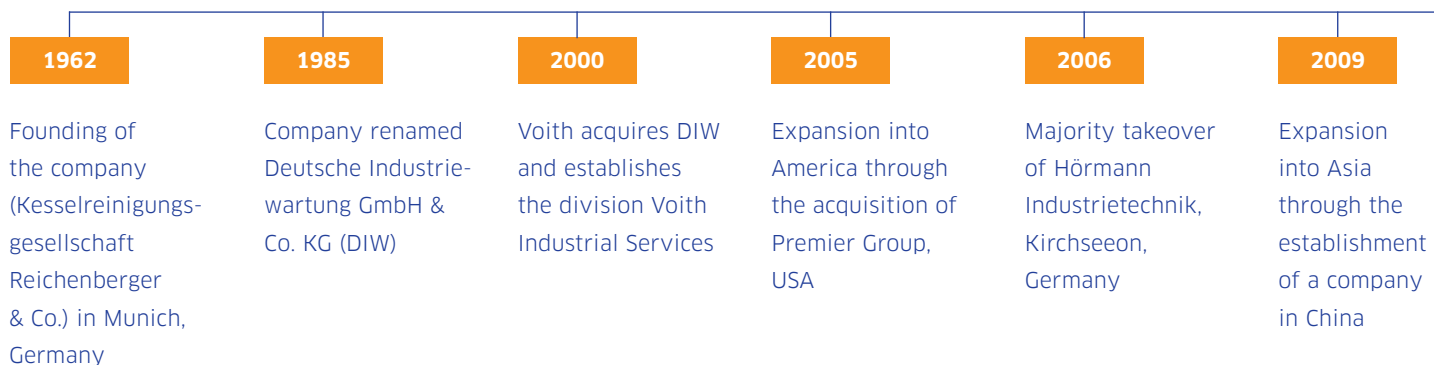 1962
Founding of
the company
(Kesselreinigungs-
gesellschaft
Reichenberger
& Co.) in Munich,
Germany
1985
Company renamed
Deutsche Industrie-
wartung GmbH &
Co. KG (DIW)
2000
Voith acquires DIW
and establishes
the division Voith
Industrial Services
2005
Expansion into
America through
the acquisition of
Premier Group,
USA
2006
Majority takeover
of Hörmann
Industrietechnik,
Kirchseeon,
Germany
2009
Expansion
into Asia
through the
establishment
of a company
in China